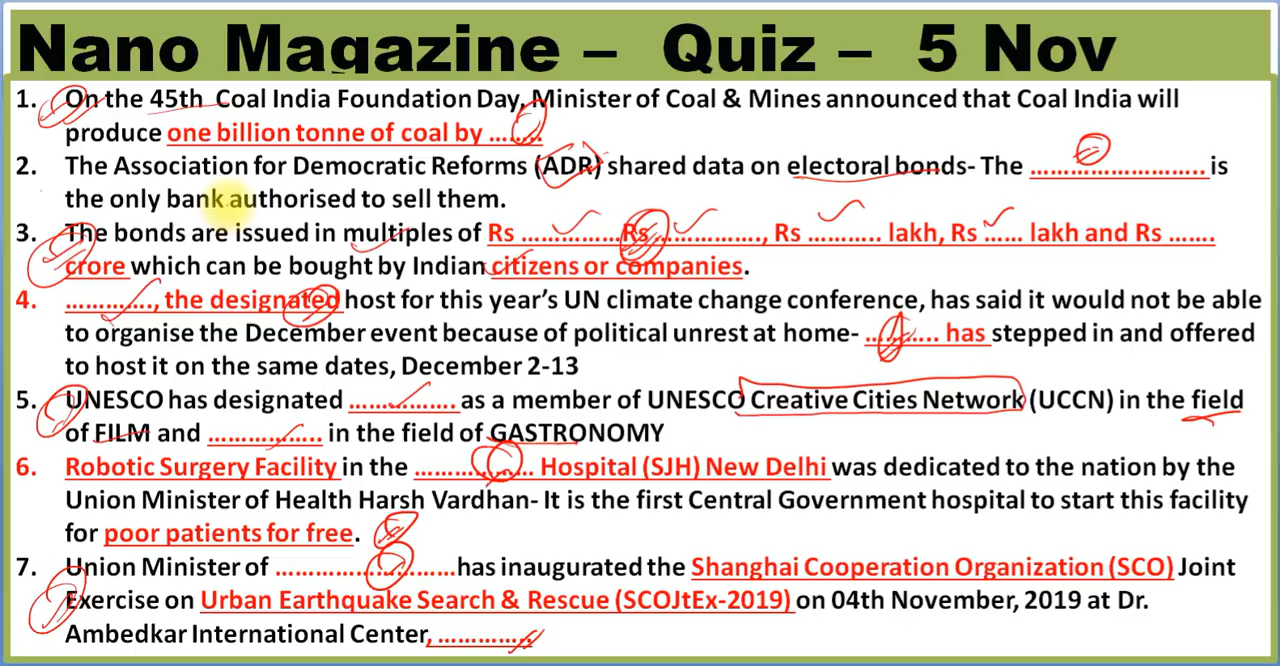 Nano Magazine – Quiz – 5 Nov
1. On the 45th Coal India Foundation Day, Minister of Coal & Mines announced that Coal India will
produce one billion tonne of coal by ........
2. The Association for Democratic Reforms (ADR) shared data on electoral bonds- The ............................. is
the only bank authorised to sell them.
3. The bonds are issued in multiples of Rs ................Rs ................, Rs .......... lakh, Rs ...... lakh and Rs .......
crore which can be bought by Indian citizens or companies.
4. ..............., the designated host for this year’s UN climate change conference, has said it would not be able
to organise the December event because of political unrest at home- ............ has stepped in and offered
to host it on the same dates, December 2-13
5. UNESCO has designated ................. as a member of UNESCO Creative Cities Network (UCCN) in the field
of FILM and .................. in the field of GASTRONOMY
6. Robotic Surgery Facility in the ................... Hospital (SJH) New Delhi was dedicated to the nation by the
Union Minister of Health Harsh Vardhan- It is the first Central Government hospital to start this facility
for poor patients for free.
7. Union Minister of .............................has inaugurated the Shanghai Cooperation Organization (SCO) Joint
Exercise on Urban Earthquake Search & Rescue (SCOJtEx-2019) on 04th November, 2019 at Dr.
Ambedkar International Center, ...............